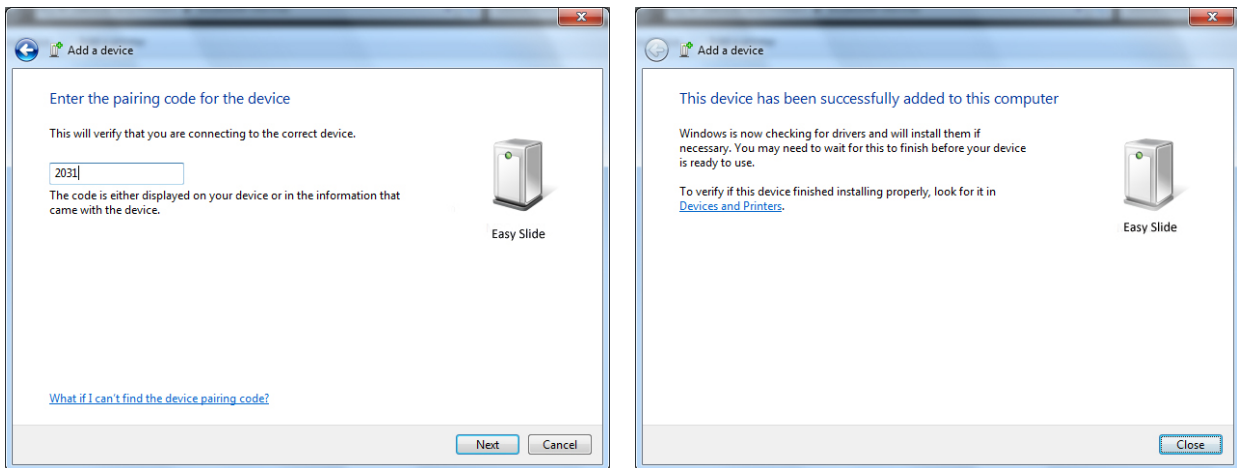 Add a device
Enter the pairing code for the device
This will verify that you are connecting to the correct device.
2031
The code is either displayed on your device or in the information that
came with the device.
Easy Slide
What if I can't find the device pairing code?
Next
Cancel
Add a device
This device has been successfully added to this computer
Windows is now checking for drivers and will install them if
necessary. You may need to wait for this to finish before your device
is ready to use.
To verify if this device finished installing properly, look for it in
Devices and Printers.
Easy Slide
Close